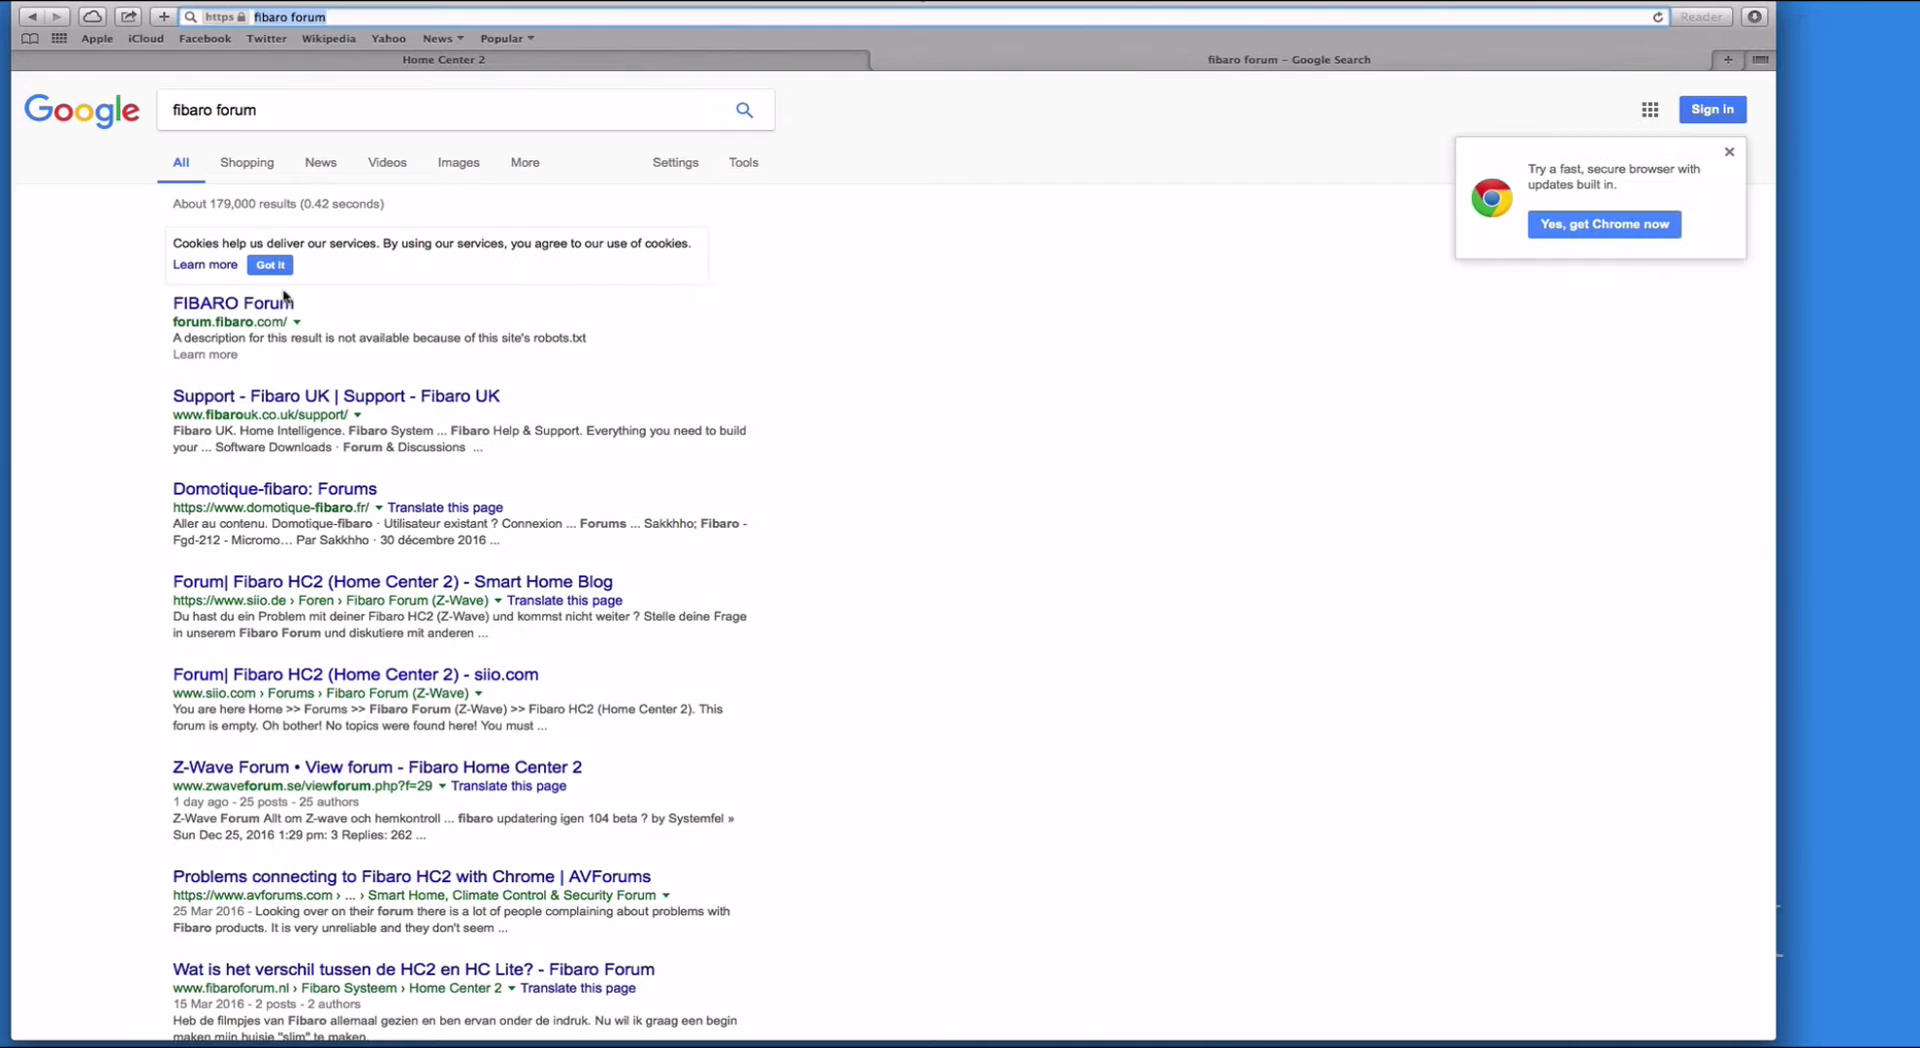 https fibaro forum
Reader
Apple iCloud Facebook Twitter Wikipedia Yahoo News Popular
Home Center 2
fibaro forum – Google Search
Google
fibaro forum
Sign in
All Shopping News Videos Images More Settings Tools
Try a fast, secure browser with
updates built in.
Yes, get Chrome now
About 179,000 results (0.42 seconds)
Cookies help us deliver our services. By using our services, you agree to our use of cookies.
Learn more Got it
FIBARO Forum
forum.fibaro.com/
A description for this result is not available because of this site's robots.txt
Learn more
Support - Fibaro UK | Support - Fibaro UK
www.fibarouk.co.uk/support/
Fibaro UK. Home Intelligence. Fibaro System ... Fibaro Help & Support. Everything you need to build
your ... Software Downloads · Forum & Discussions ...
Domotique-fibaro: Forums
https://www.domotique-fibaro.fr/ Translate this page
Aller au contenu. Domotique-fibaro · Utilisateur existant ? Connexion ... Forums ... Sakkhho; Fibaro -
Fgd-212 - Micromo… Par Sakkhho · 30 décembre 2016 ...
Forum| Fibaro HC2 (Home Center 2) - Smart Home Blog
https://www.siio.de › Foren › Fibaro Forum (Z-Wave) Translate this page
Du hast du ein Problem mit deiner Fibaro HC2 (Z-Wave) und kommst nicht weiter ? Stelle deine Frage
in unserem Fibaro Forum und diskutiere mit anderen ...
Forum| Fibaro HC2 (Home Center 2) - siio.com
www.siio.com › Forums › Fibaro Forum (Z-Wave)
You are here Home >> Forums >> Fibaro Forum (Z-Wave) >> Fibaro HC2 (Home Center 2). This
forum is empty. Oh bother! No topics were found here! You must ...
Z-Wave Forum • View forum - Fibaro Home Center 2
www.zwaveforum.se/viewforum.php?f=29 Translate this page
1 day ago - 25 posts - 25 authors
Z-Wave Forum Allt om Z-wave och hemkontroll ... fibaro updatering igen 104 beta ? by Systemfel »
Sun Dec 25, 2016 1:29 pm: 3 Replies: 262 ...
Problems connecting to Fibaro HC2 with Chrome | AVForums
https://www.avforums.com › ... › Smart Home, Climate Control & Security Forum
25 Mar 2016 - Looking over on their forum there is a lot of people complaining about problems with
Fibaro products. It is very unreliable and they don't seem ...
Wat is het verschil tussen de HC2 en HC Lite? - Fibaro Forum
www.fibaroforum.nl › Fibaro Systeem › Home Center 2 Translate this page
15 Mar 2016 - 2 posts - 2 authors
Heb de filmpjes van Fibaro allemaal gezien en ben ervan onder de indruk. Nu wil ik graag een begin
maken mijn huisje "slim" te maken.